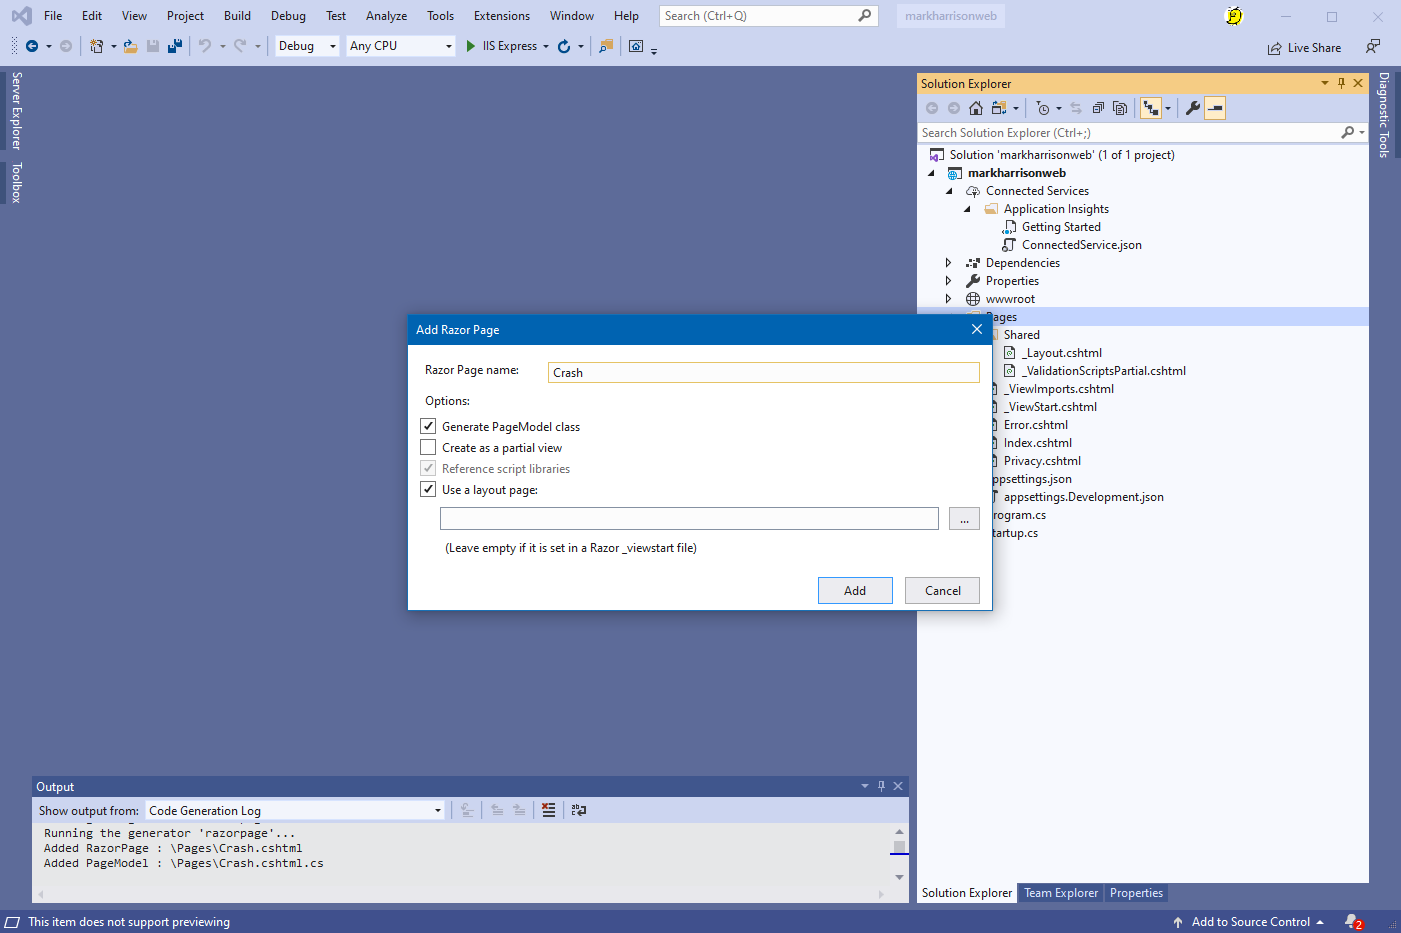 File Edit View Project Build Debug Test Analyze Tools Extensions Window Help Search (Ctrl+Q) markharrisonweb
Debug Any CPU IIS Express Live Share
Server Explorer
Toolbox
Solution Explorer
Diagnostic Tools
Search Solution Explorer (Ctrl+;)
Solution 'markharrisonweb' (1 of 1 project)
markharrisonweb
Connected Services
Application Insights
Getting Started
ConnectedService.json
Dependencies
Properties
wwwroot
Pages
Shared
_Layout.cshtml
_ValidationScriptsPartial.cshtml
_ViewImports.cshtml
_ViewStart.cshtml
Error.cshtml
Index.cshtml
Privacy.cshtml
ppsettings.json
appsettings.Development.json
rogram.cs
tartup.cs
Add Razor Page
Razor Page name: Crash
Options:
Generate PageModel class
Create as a partial view
Reference script libraries
Use a layout page:
...
(Leave empty if it is set in a Razor _viewstart file)
Add Cancel
Output
Show output from: Code Generation Log
Running the generator 'razorpage'...
Added RazorPage : \Pages\Crash.cshtml
Added PageModel : \Pages\Crash.cshtml.cs
Solution Explorer Team Explorer Properties
This item does not support previewing Add to Source Control 2